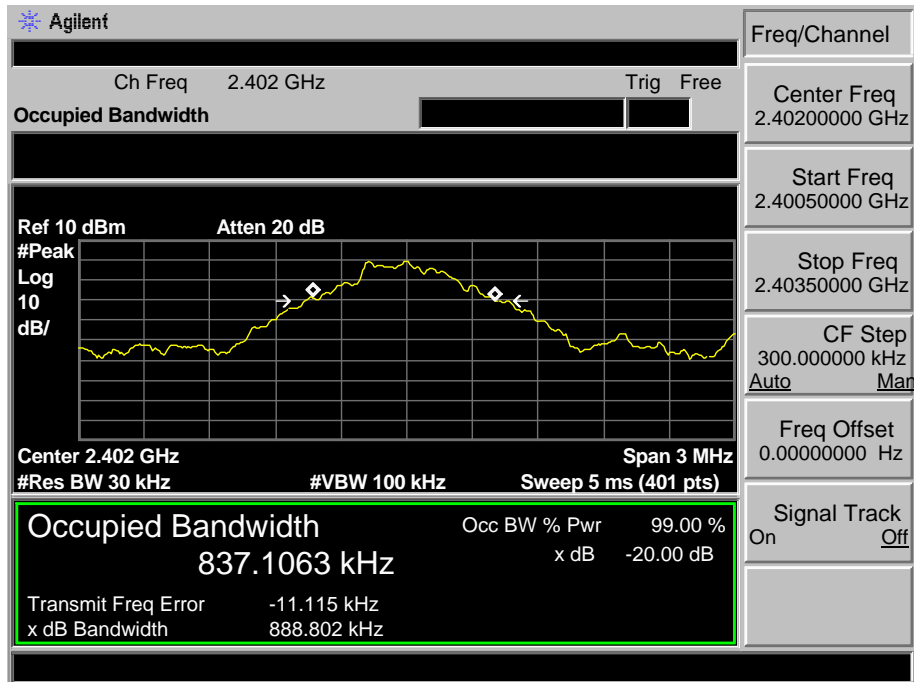 Agilent
Freq/Channel
Ch Freq 2.402 GHz Trig Free
Occupied Bandwidth
Center Freq
2.40200000 GHz
Start Freq
2.40050000 GHz
Stop Freq
2.40350000 GHz
CF Step
300.000000 kHz
Auto Man
Freq Offset
0.00000000 Hz
Signal Track
On Off
Ref 10 dBm Atten 20 dB
#Peak
Log
10
dB/
Center 2.402 GHz Span 3 MHz
#Res BW 30 kHz #VBW 100 kHz Sweep 5 ms (401 pts)
Occupied Bandwidth Occ BW % Pwr 99.00 %
837.1063 kHz x dB -20.00 dB
Transmit Freq Error -11.115 kHz
x dB Bandwidth 888.802 kHz